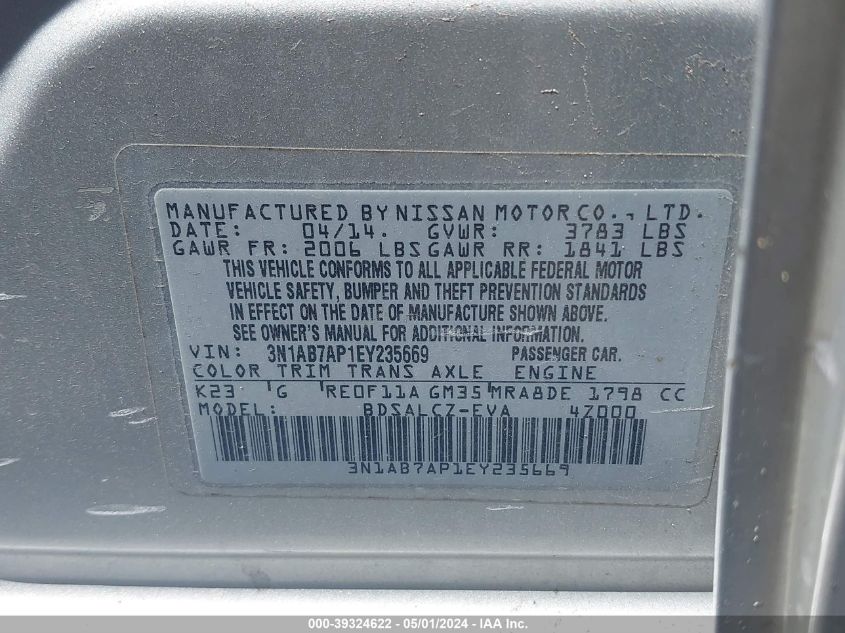 MANUFACTURED BY NISSAN MOTOR CO., LTD.
DATE: 04/14. GVWR: 3783 LBS
GAWR FR: 2006 LBS GAWR RR: 1841 LBS
THIS VEHICLE CONFORMS TO ALL APPLICABLE FEDERAL MOTOR
VEHICLE SAFETY, BUMPER AND THEFT PREVENTION STANDARDS
IN EFFECT ON THE DATE OF MANUFACTURE SHOWN ABOVE.
SEE OWNER'S MANUAL FOR ADDITIONAL INFORMATION.
VIN: 3N1AB7AP1EY235669 PASSENGER CAR.
COLOR TRIM TRANS AXLE ENGINE
K23 G RE0F11A GM35 MRA8DE 1798 CC
MODEL: BDSALCZ-EVA 47000
3N1AB7AP1EY235669
000-39324622 - 05/01/2024 - IAA Inc.